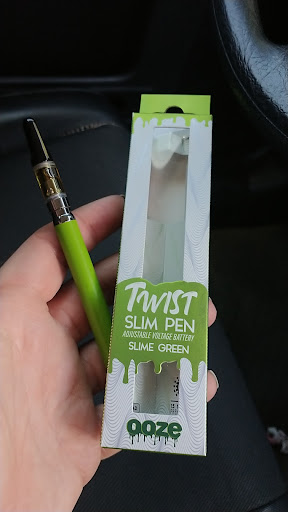 TWIST
SLIM PEN
ADJUSTABLE VOLTAGE BATTERY
SLIME GREEN
ooze